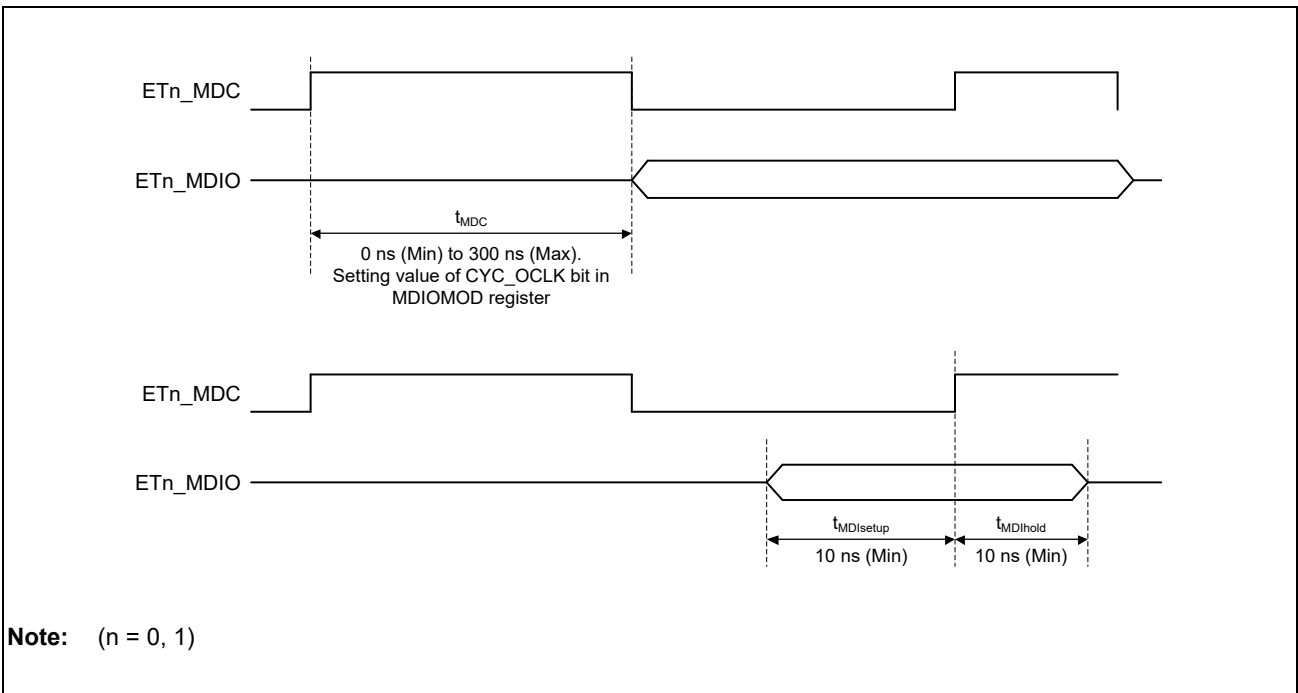 ETn_MDC
ETn_MDIO
tMDC
0 ns (Min) to 300 ns (Max).
Setting value of CYC_OCLK bit in
MDIOMOD register
ETn_MDC
ETn_MDIO
tMDIsetup tMDIhold
10 ns (Min) 10 ns (Min)
Note: (n = 0, 1)